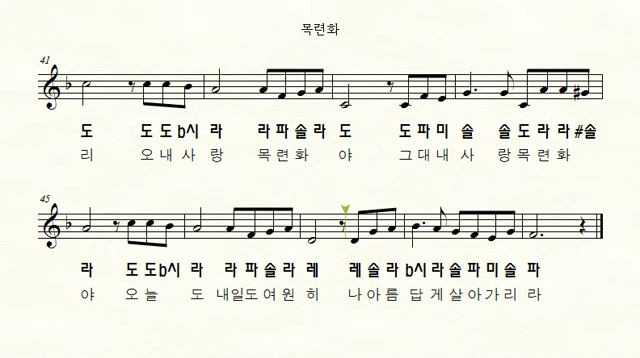 목련화
41
도 도도b시 라 라파솔라 도 도파미 솔 솔도라라#솔
리 오내사 랑 목련화 야 그대내 사 랑목련화
45
라 도도b시 라 라파솔라 레 레솔라 b시라솔파미솔 파
야 오늘 도 내일도여원 히 나아름 답게살아가리 라